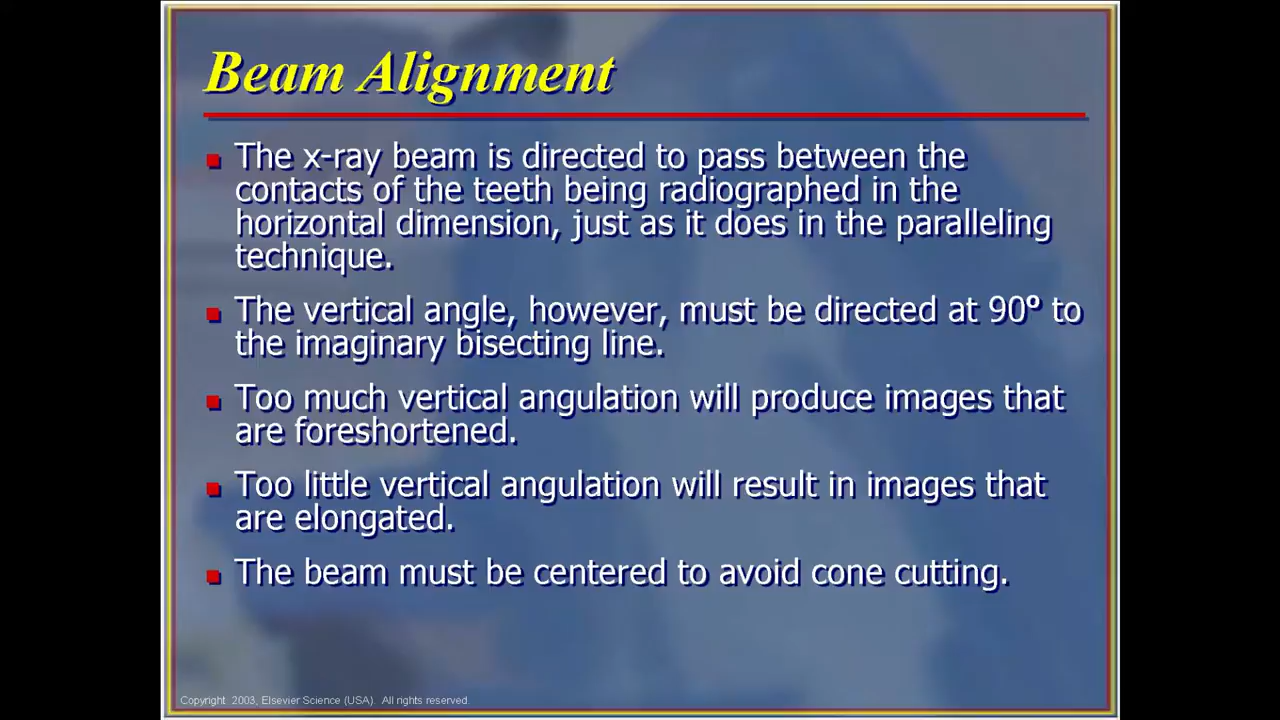 Beam Alignment
The x-ray beam is directed to pass between the
contacts of the teeth being radiographed in the
horizontal dimension, just as it does in the paralleling
technique.
The vertical angle, however, must be directed at 90° to
the imaginary bisecting line.
Too much vertical angulation will produce images that
are foreshortened.
Too little vertical angulation will result in images that
are elongated.
The beam must be centered to avoid cone cutting.
Copyright 2003, Elsevier Science (USA). All rights reserved.